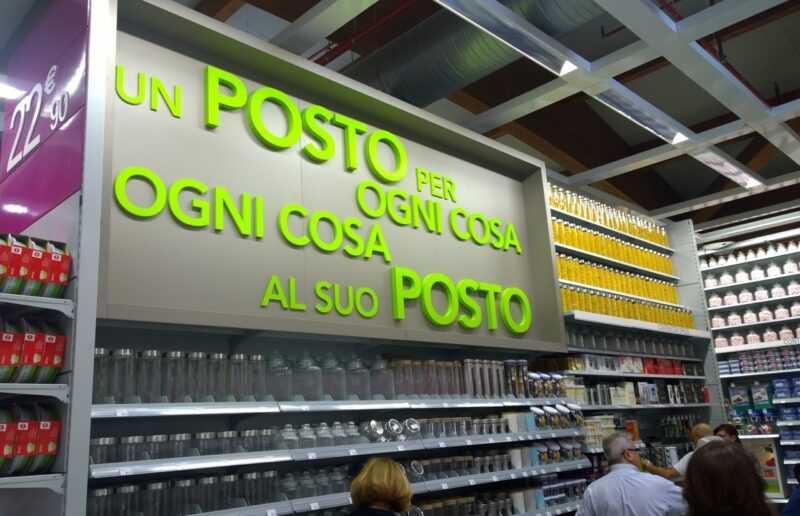 22€90
UN POSTO PER
OGNI COSA
OGNI COSA
AL SUO POSTO